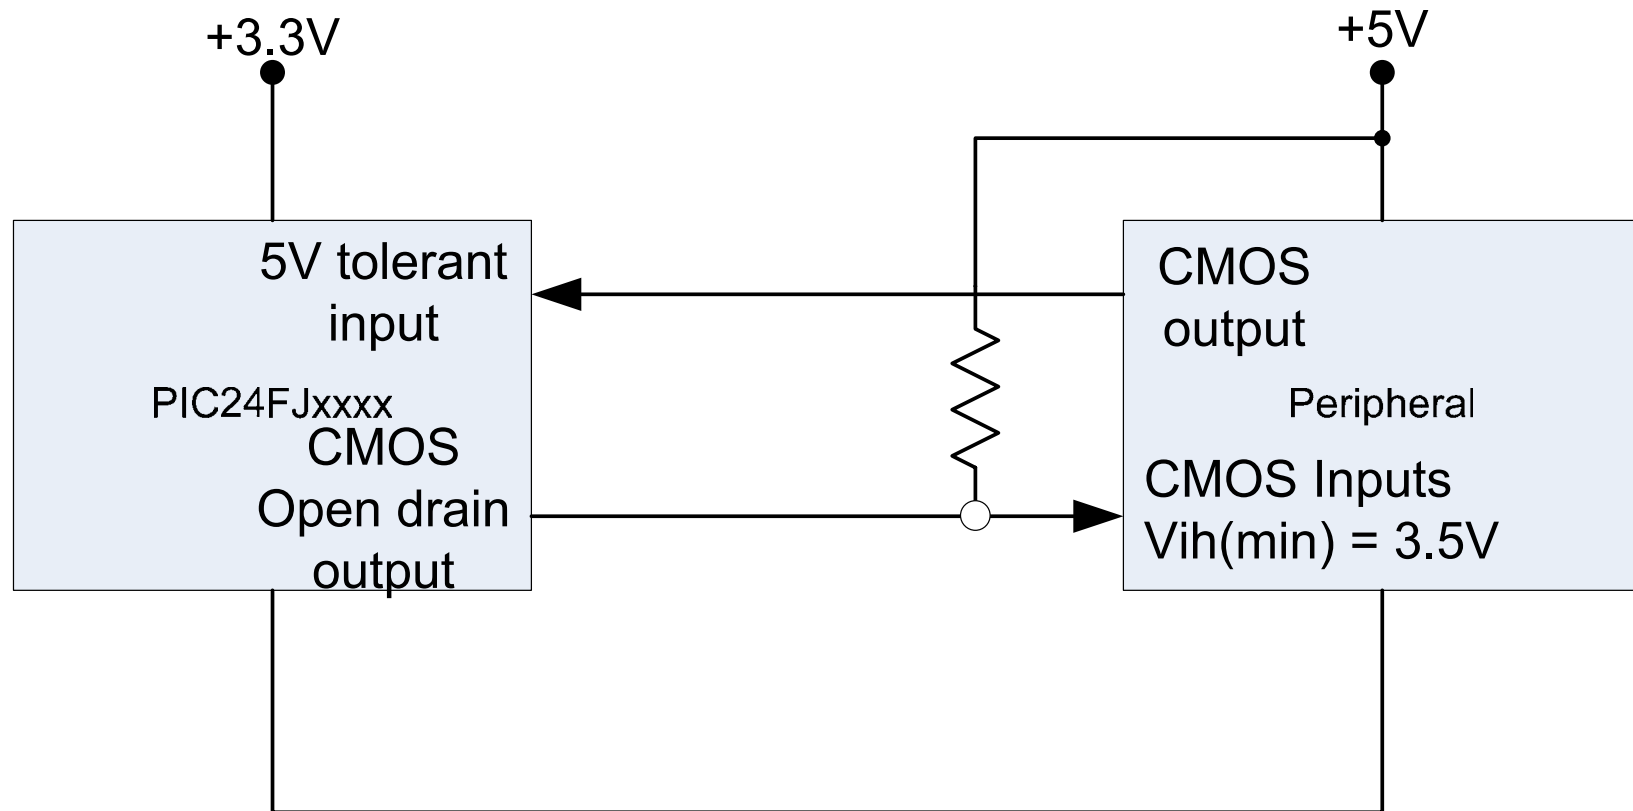 +3.3V
+5V
5V tolerant
input
PIC24FJxxxx
CMOS
Open drain
output
CMOS
output
Peripheral
CMOS Inputs
Vih(min) = 3.5V